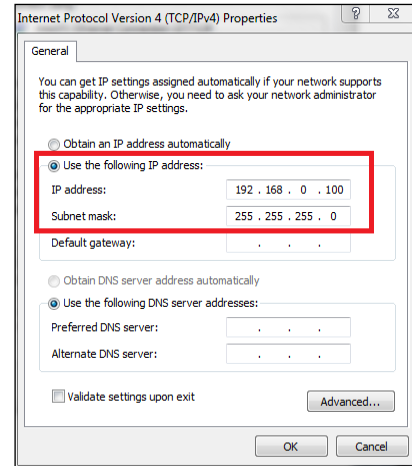 Internet Protocol Version 4 (TCP/IPv4) Properties
General
You can get IP settings assigned automatically if your network supports
this capability. Otherwise, you need to ask your network administrator
for the appropriate IP settings.
Obtain an IP address automatically
Use the following IP address:
IP address: 192 . 168 . 0 . 100
Subnet mask: 255 . 255 . 255 . 0
Default gateway: . . .
Obtain DNS server address automatically
Use the following DNS server addresses:
Preferred DNS server: . . .
Alternate DNS server: . . .
Validate settings upon exit
Advanced...
OK Cancel